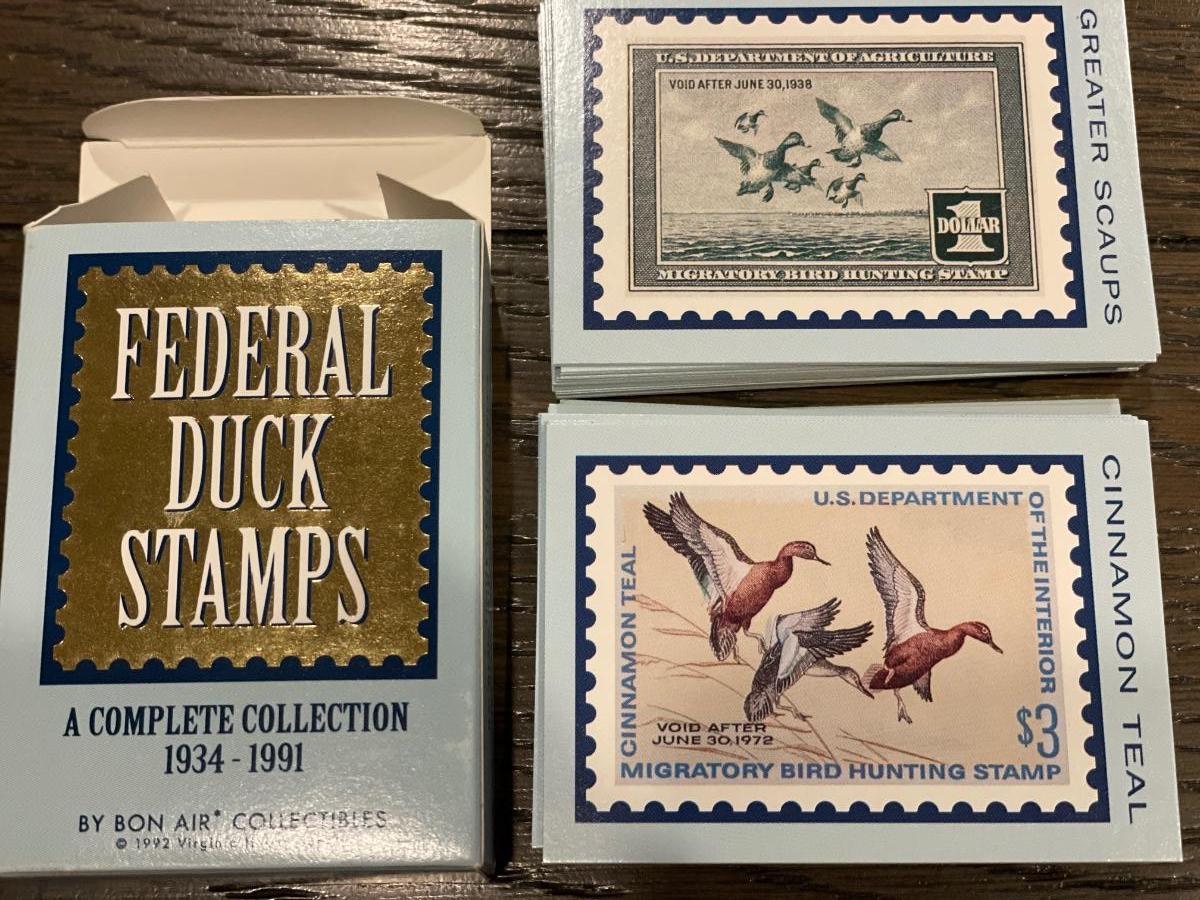 FEDERAL
DUCK
STAMPS
A COMPLETE COLLECTION
1934 - 1991
BY BON AIR® COLLECTIBLES
© 1992
U.S. DEPARTMENT OF AGRICULTURE
VOID AFTER JUNE 30, 1938
1
DOLLAR
MIGRATORY BIRD HUNTING STAMP
GREATER SCAUPS
U.S. DEPARTMENT OF THE INTERIOR
CINNAMON TEAL
VOID AFTER
JUNE 30, 1972
$3
MIGRATORY BIRD HUNTING STAMP
CINNAMON TEAL